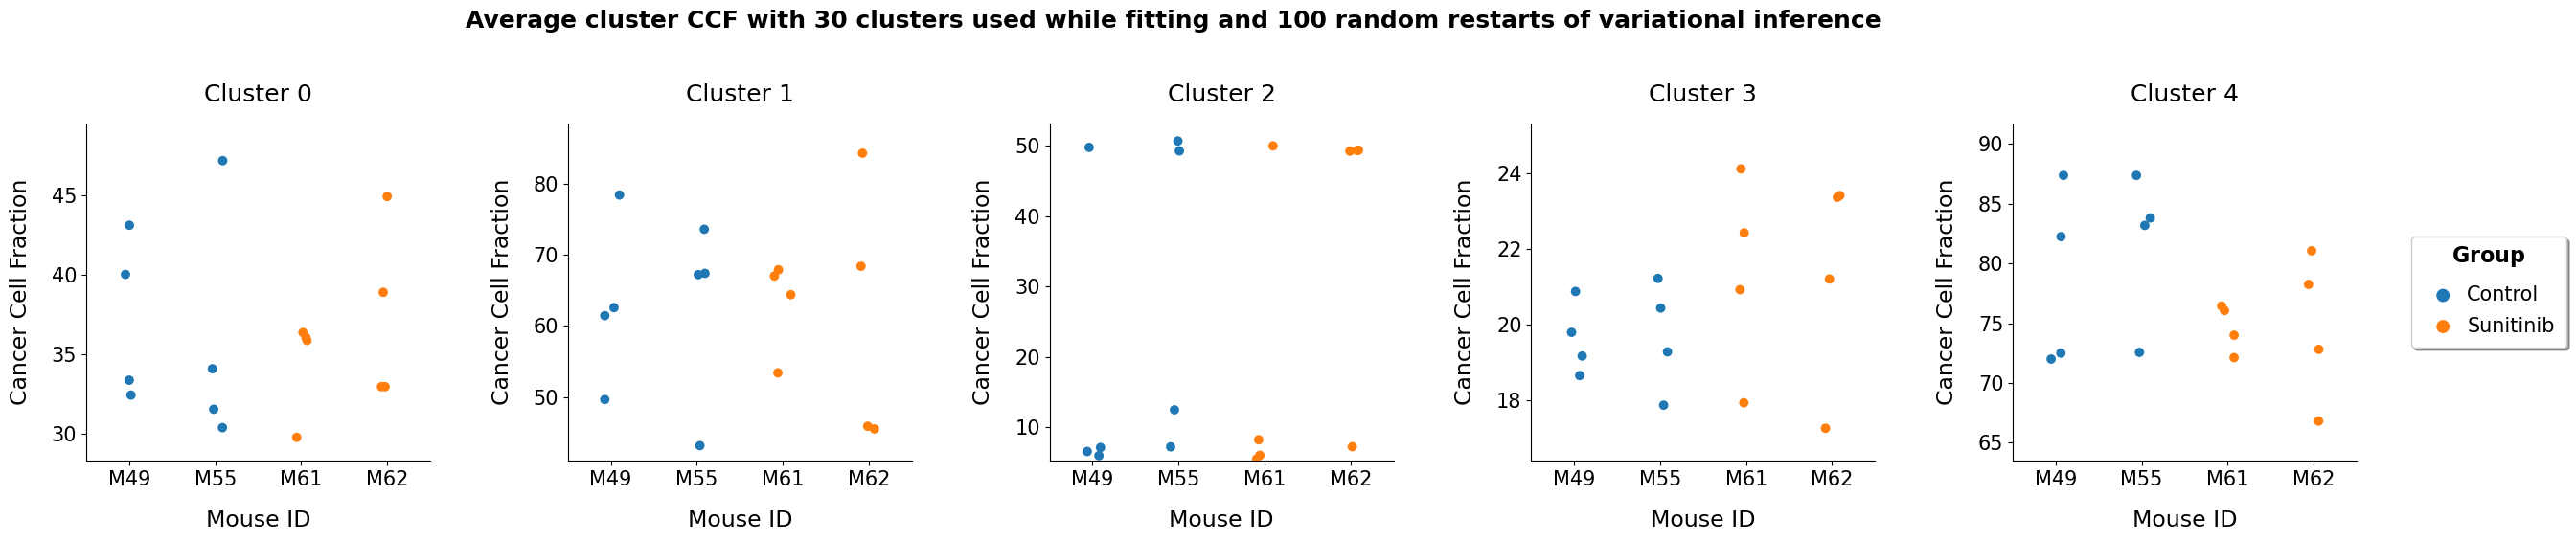 Average cluster CCF with 30 clusters used while fitting and 100 random restarts of variational inference
Cluster 0
Cancer Cell Fraction
45
40
35
30
M49 M55 M61 M62
Mouse ID
Cluster 1
Cancer Cell Fraction
80
70
60
50
M49 M55 M61 M62
Mouse ID
Cluster 2
Cancer Cell Fraction
50
40
30
20
10
M49 M55 M61 M62
Mouse ID
Cluster 3
Cancer Cell Fraction
24
22
20
18
M49 M55 M61 M62
Mouse ID
Cluster 4
Cancer Cell Fraction
90
85
80
75
70
65
M49 M55 M61 M62
Mouse ID
Group
Control
Sunitinib